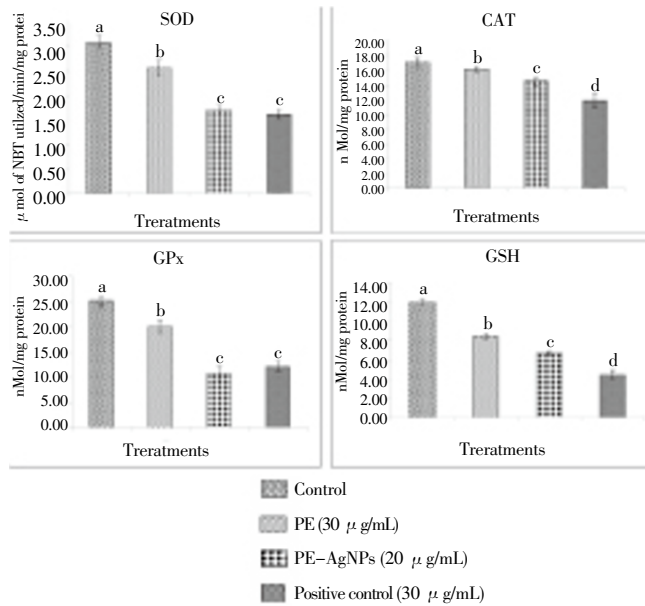 SOD
μ mol of NBT utilzed/min/mg protei
3.50
3.00
2.50
2.00
1.50
1.00
0.50
0.00
a
b
c
c
Treratments
CAT
n Mol/mg protein
20.00
18.00
16.00
14.00
12.00
10.00
8.00
6.00
4.00
2.00
0.00
a
b
c
d
Treratments
GPx
nMol/mg protein
30.00
25.00
20.00
15.00
10.00
5.00
0.00
a
b
c
c
Treratments
GSH
nMol/mg protein
14.00
12.00
10.00
8.00
6.00
4.00
2.00
0.00
a
b
c
d
Treratments
Control
PE (30 μ g/mL)
PE–AgNPs (20 μ g/mL)
Positive control (30 μ g/mL)